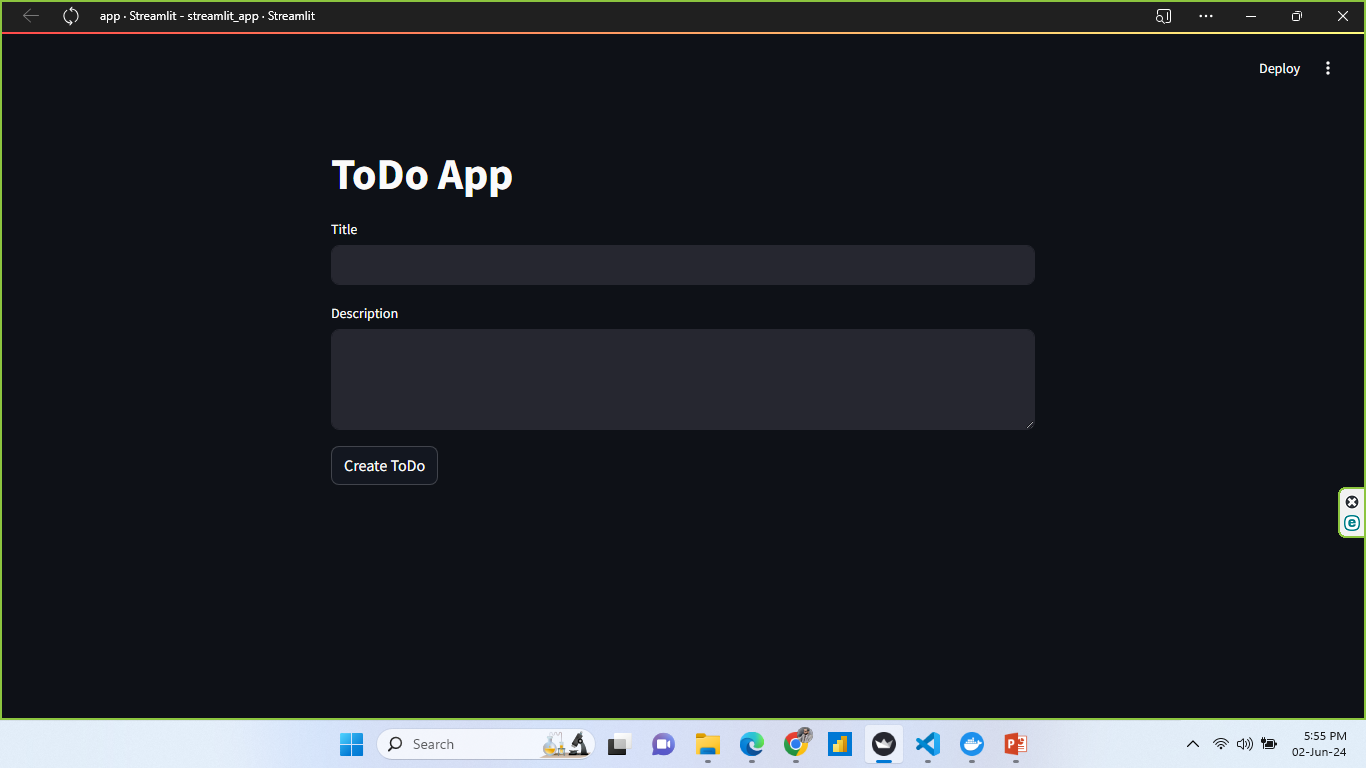 app · Streamlit - streamlit_app · Streamlit
Deploy
ToDo App
Title
Description
Create ToDo
e
Search
5:55 PM
02-Jun-24